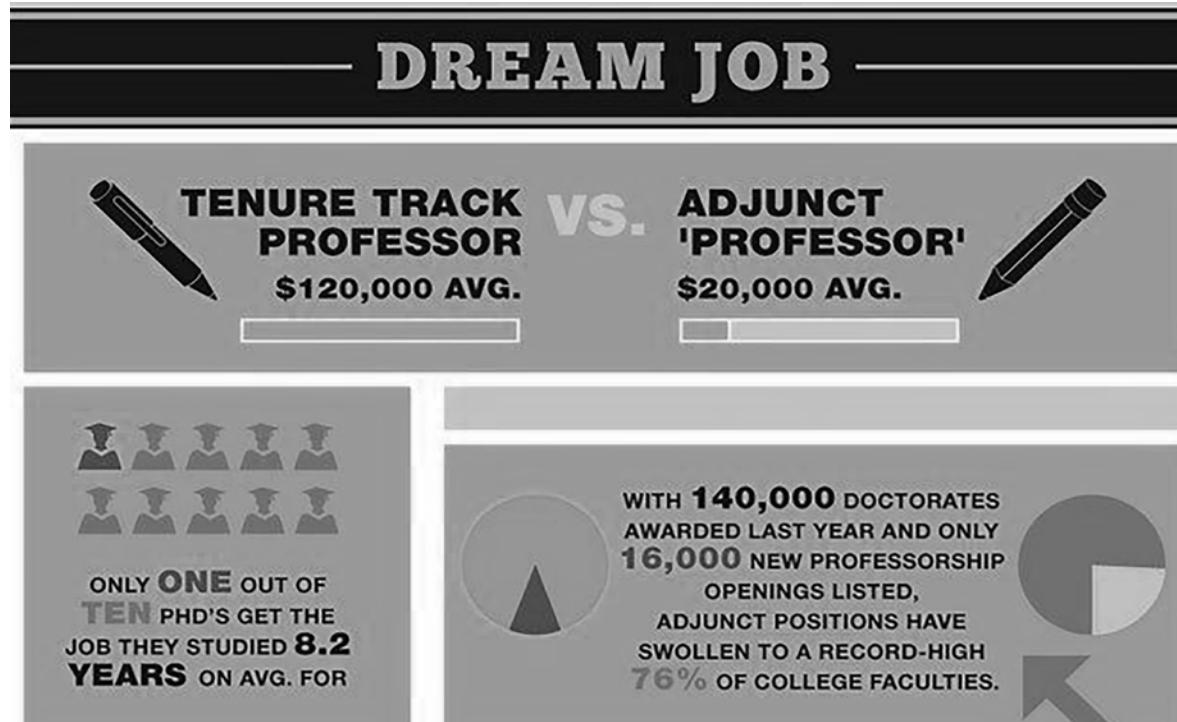 DREAM JOB
TENURE TRACK
PROFESSOR
$120,000 AVG.
VS.
ADJUNCT
'PROFESSOR'
$20,000 AVG.
ONLY ONE OUT OF
TEN PHD'S GET THE
JOB THEY STUDIED 8.2
YEARS ON AVG. FOR
WITH 140,000 DOCTORATES
AWARDED LAST YEAR AND ONLY
16,000 NEW PROFESSORSHIP
OPENINGS LISTED,
ADJUNCT POSITIONS HAVE
SWOLLEN TO A RECORD-HIGH
76% OF COLLEGE FACULTIES.